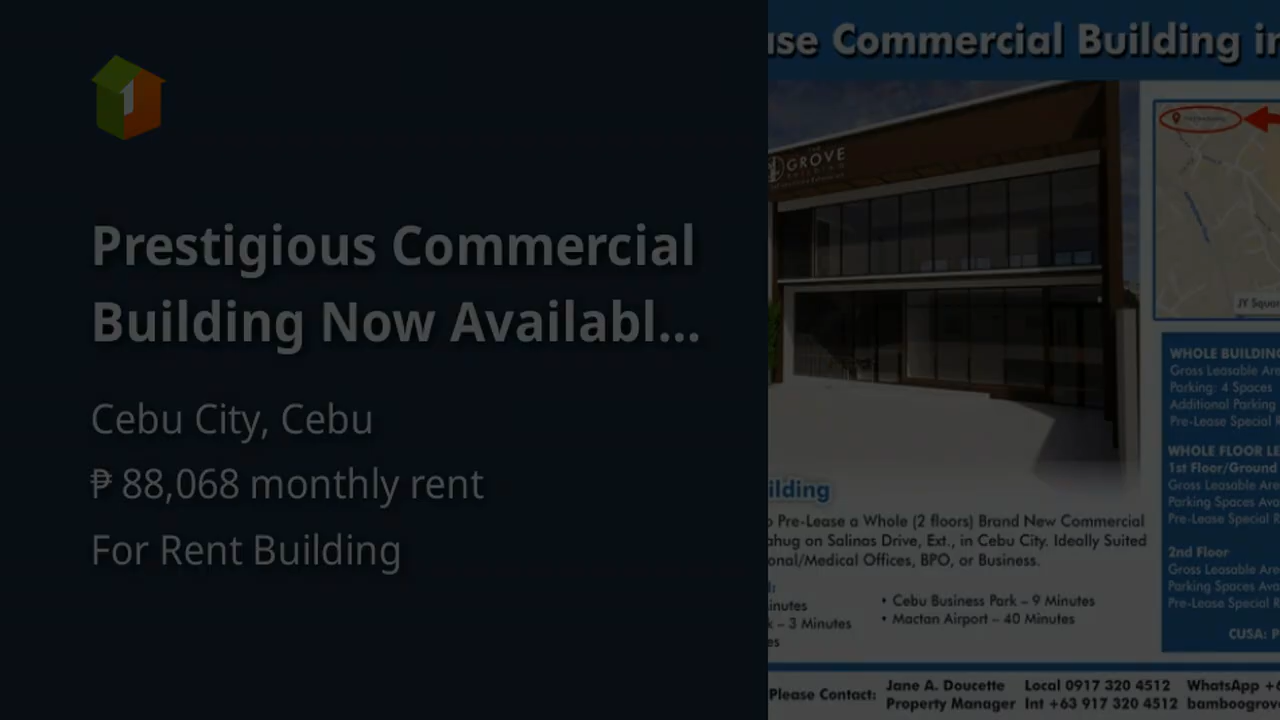 Prestigious Commercial
Building Now Availabl...
Cebu City, Cebu
₱ 88,068 monthly rent
For Rent Building
Commercial Building in
GROVE
JY Squar
WHOLE BUILDING
Gross Leasable Are
Parking: 4 Spaces
Additional Parking
Pre-Lease Special R
WHOLE FLOOR LE
1st Floor/Ground
Gross Leasable Are
Parking Spaces Ava
Pre-Lease Special R
2nd Floor
Gross Leasable Are
Parking Spaces Ava
Pre-Lease Special R
CUSA: P
ilding
o Pre-Lease a Whole (2 floors) Brand New Commercial
ahug on Salinas Drive, Ext., in Cebu City. Ideally Suited
onal/Medical Offices, BPO, or Business.
inutes
k – 3 Minutes
es
• Cebu Business Park – 9 Minutes
• Mactan Airport – 40 Minutes
Please Contact: Jane A. Doucette Local 0917 320 4512 WhatsApp +6
Property Manager Int +63 917 320 4512 bamboogrov